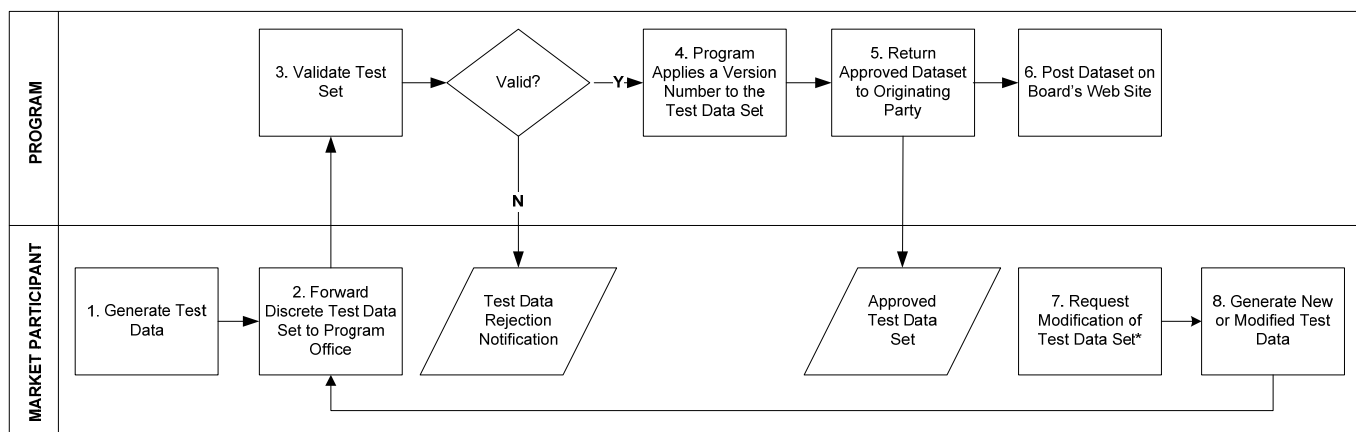 PROGRAM
3. Validate Test
Set
Valid?
Y
N
4. Program
Applies a Version
Number to the
Test Data Set
5. Return
Approved Dataset
to Originating
Party
6. Post Dataset on
Board's Web Site
MARKET PARTICIPANT
1. Generate Test
Data
2. Forward
Discrete Test Data
Set to Program
Office
Test Data
Rejection
Notification
Approved
Test Data
Set
7. Request
Modification of
Test Data Set*
8. Generate New
or Modified Test
Data